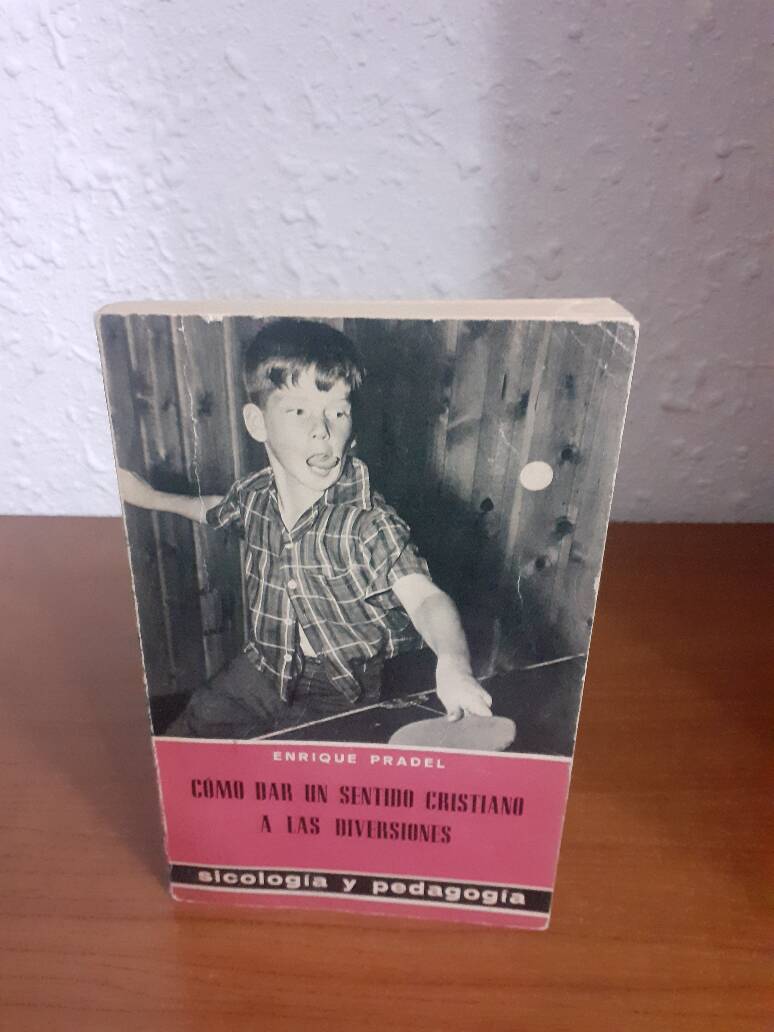 ENRIQUE PRADEL
CÓMO DAR UN SENTIDO CRISTIANO
A LAS DIVERSIONES
sicología y pedagogía